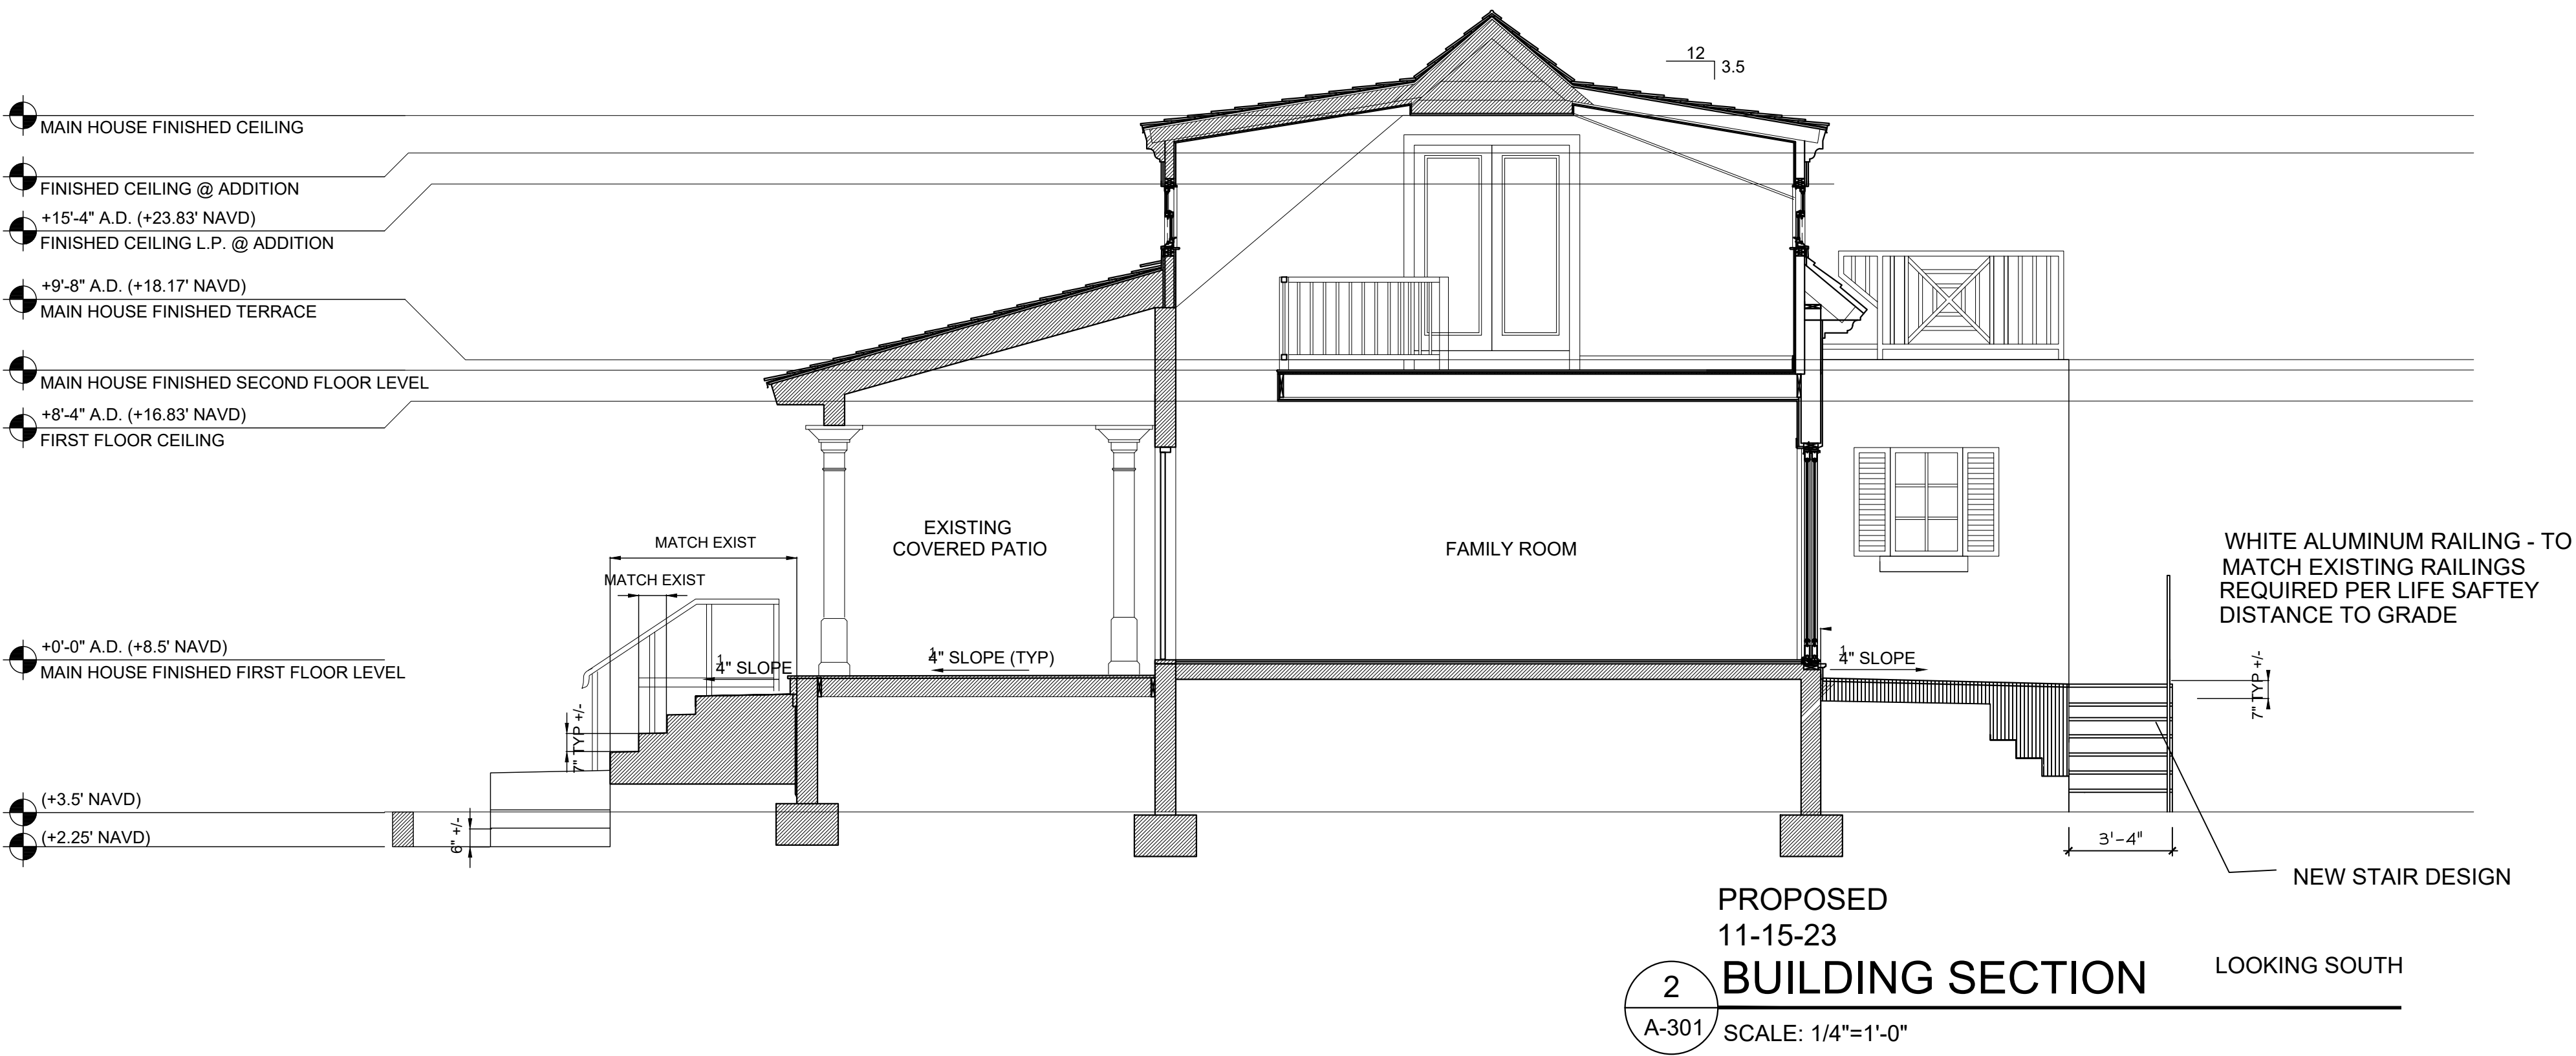 12
3.5
MAIN HOUSE FINISHED CEILING
FINISHED CEILING @ ADDITION
+15'-4" A.D. (+23.83' NAVD)
FINISHED CEILING L.P. @ ADDITION
+9'-8" A.D. (+18.17' NAVD)
MAIN HOUSE FINISHED TERRACE
MAIN HOUSE FINISHED SECOND FLOOR LEVEL
+8'-4" A.D. (+16.83' NAVD)
FIRST FLOOR CEILING
MATCH EXIST
MATCH EXIST
EXISTING
COVERED PATIO
FAMILY ROOM
WHITE ALUMINUM RAILING - TO
MATCH EXISTING RAILINGS
REQUIRED PER LIFE SAFTEY
DISTANCE TO GRADE
+0'-0" A.D. (+8.5' NAVD)
MAIN HOUSE FINISHED FIRST FLOOR LEVEL
1/4" SLOPE
1/4" SLOPE (TYP)
1/4" SLOPE
7" TYP +/-
7" TYP +/-
(+3.5' NAVD)
(+2.25' NAVD)
6" +/-
3'-4"
NEW STAIR DESIGN
PROPOSED
11-15-23
2
A-301
BUILDING SECTION
LOOKING SOUTH
SCALE: 1/4"=1'-0"